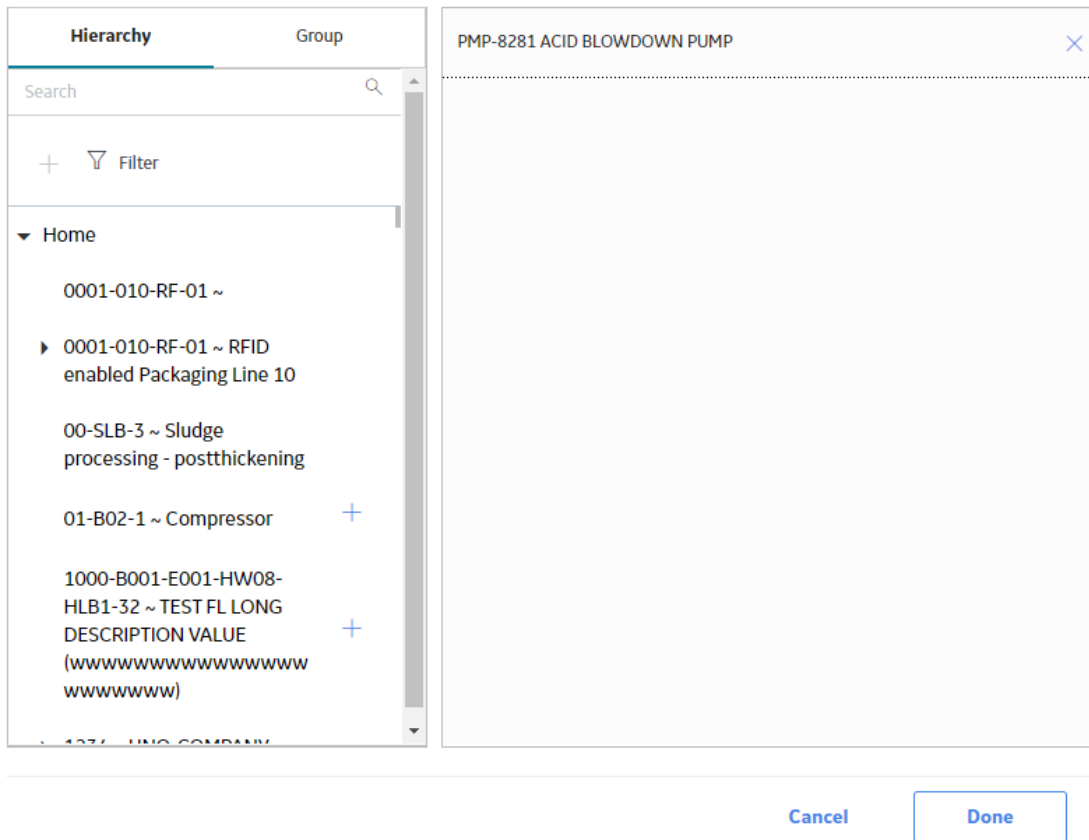 Hierarchy
Group
Search
Filter
Home
0001-010-RF-01 ~
0001-010-RF-01 ~ RFID
enabled Packaging Line 10
00-SLB-3 ~ Sludge
processing - postthickening
01-B02-1 ~ Compressor
1000-B001-E001-HW08-
HLB1-32 ~ TEST FL LONG
DESCRIPTION VALUE
(wwwwwwwwwwwwwww
wwwwwww)
PMP-8281 ACID BLOWDOWN PUMP
Cancel
Done